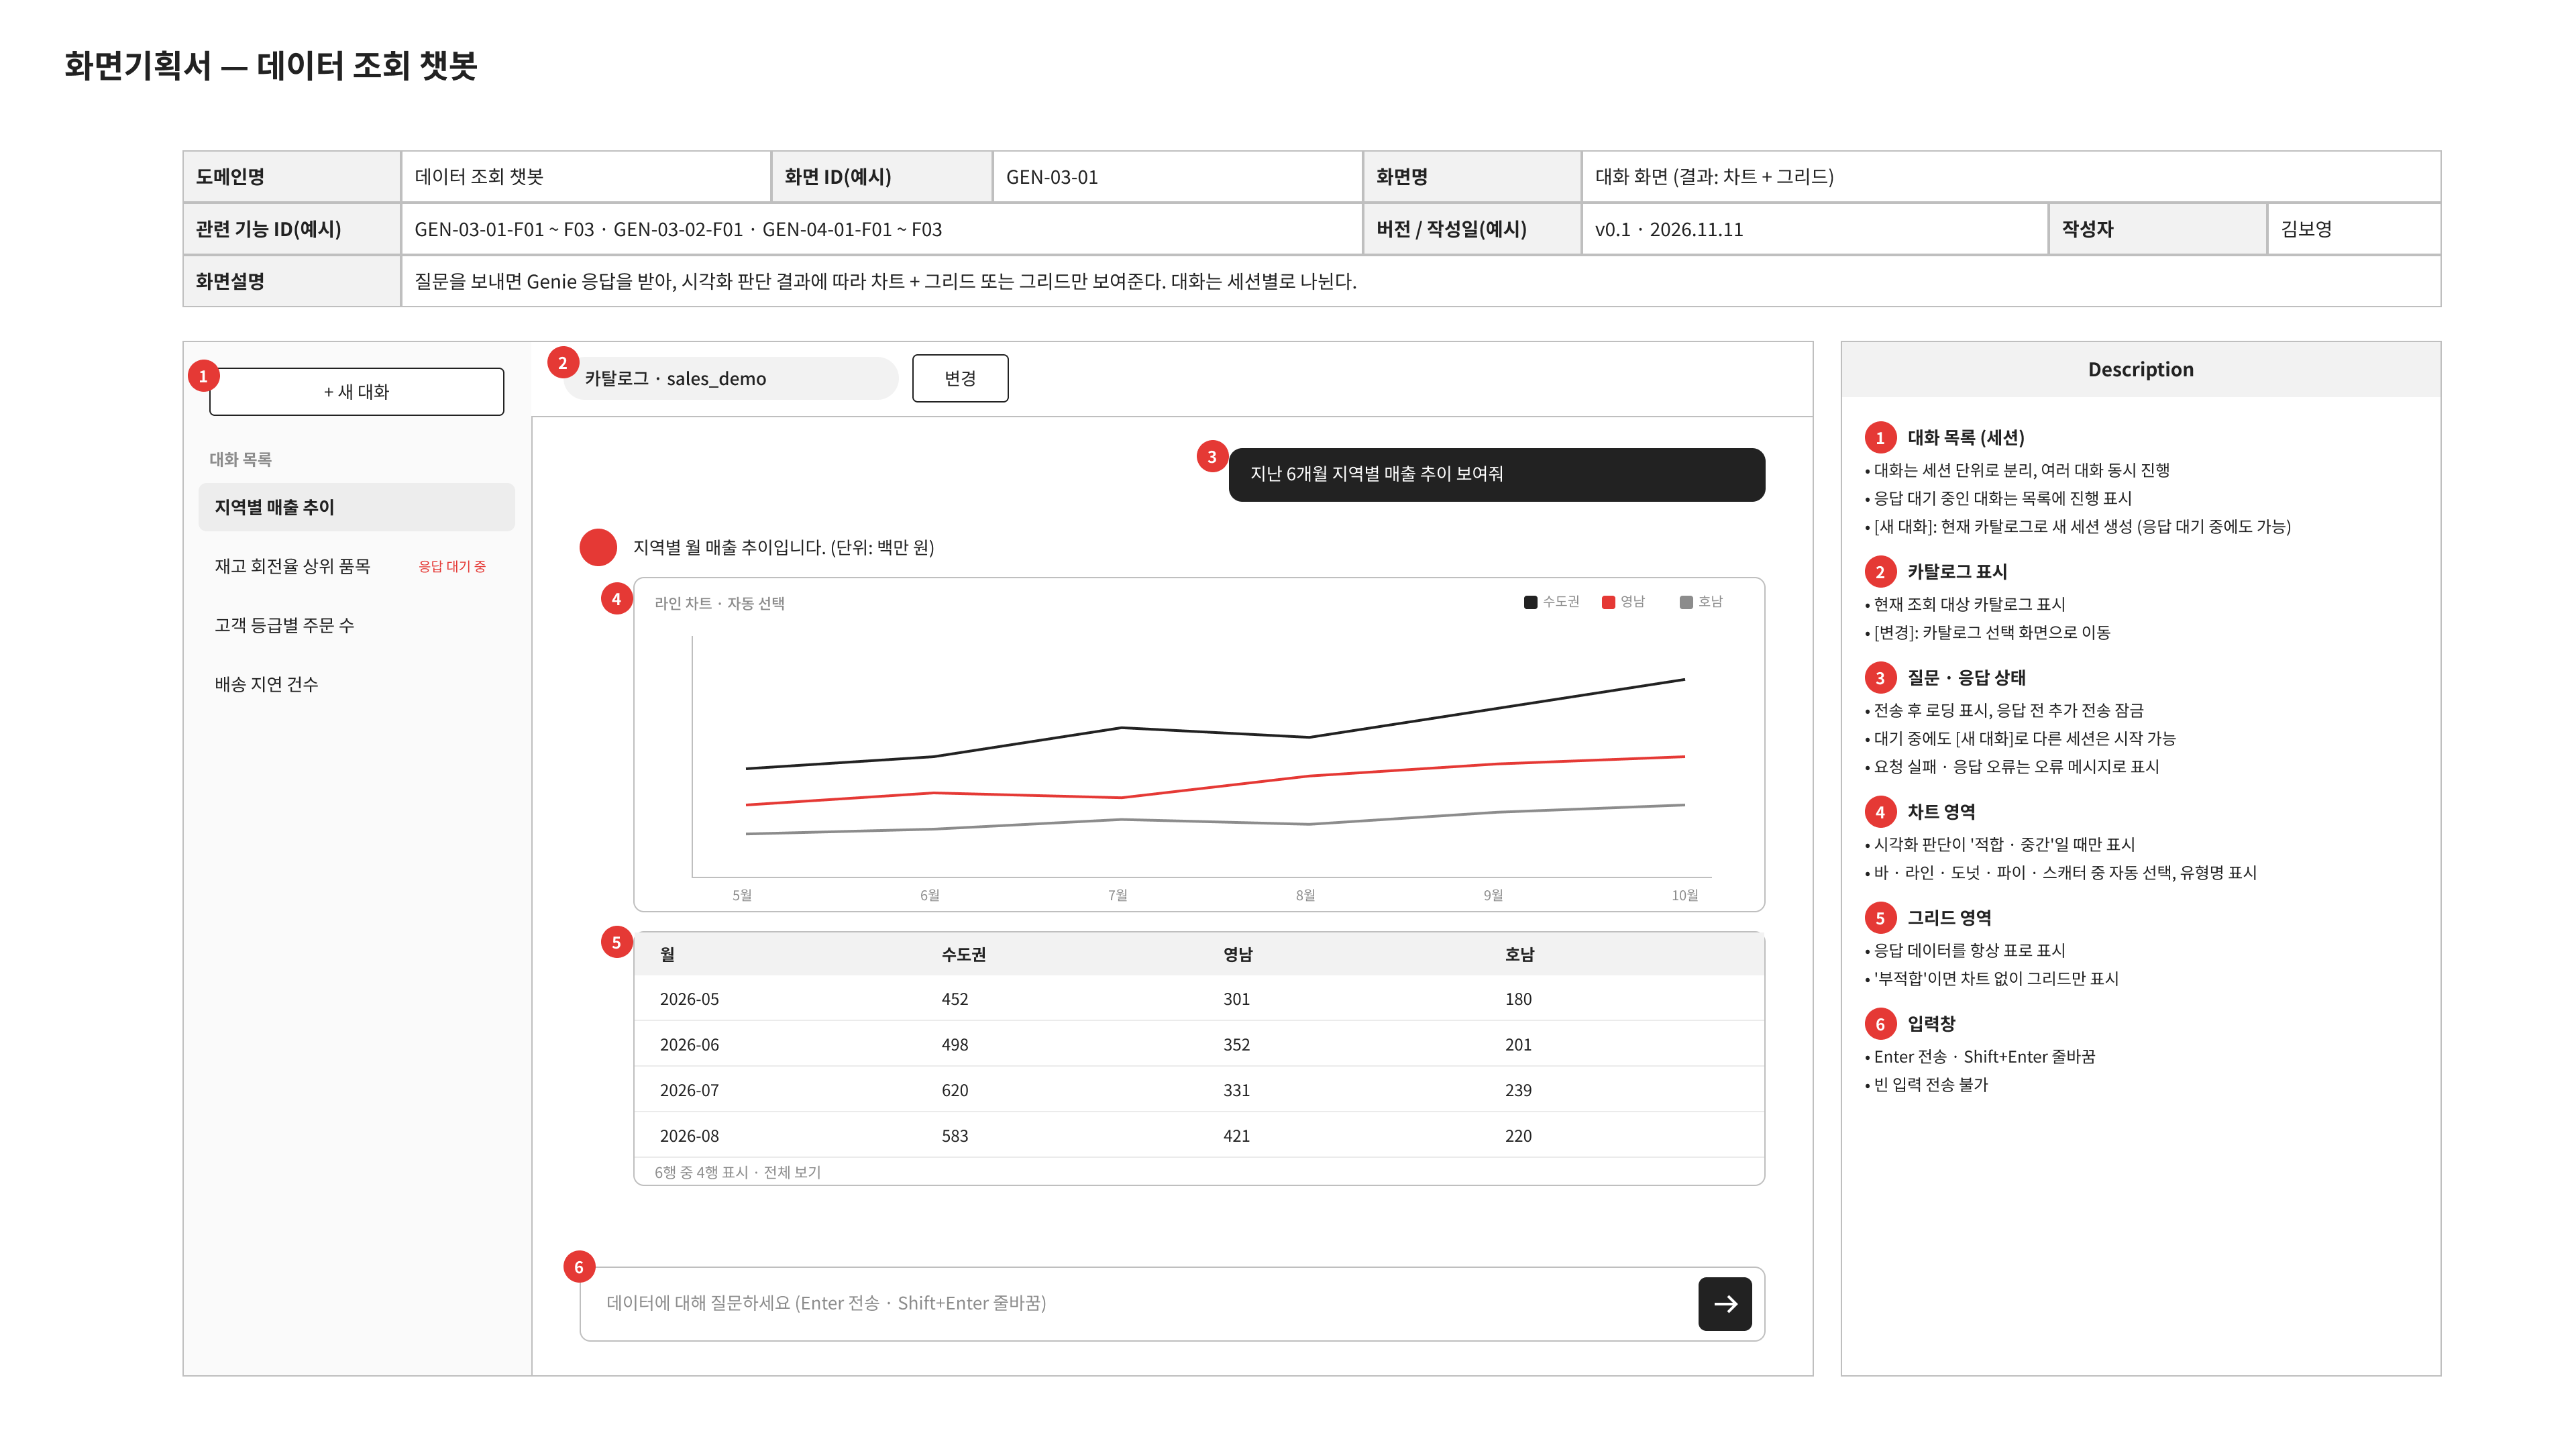 화면기획서 — 데이터 조회 챗봇
도메인명 데이터 조회 챗봇 화면 ID(예시) GEN-03-01 화면명 대화 화면 (결과: 차트 + 그리드)
관련 기능 ID(예시) GEN-03-01-F01 ~ F03 · GEN-03-02-F01 · GEN-04-01-F01 ~ F03 버전 / 작성일(예시) v0.1 · 2026.11.11 작성자 김보영
화면설명 질문을 보내면 Genie 응답을 받아, 시각화 판단 결과에 따라 차트 + 그리드 또는 그리드만 보여준다. 대화는 세션별로 나뉜다.
1
+ 새 대화
대화 목록
지역별 매출 추이
재고 회전율 상위 품목 응답 대기 중
고객 등급별 주문 수
배송 지연 건수
2
카탈로그 · sales_demo 변경
3
지난 6개월 지역별 매출 추이 보여줘
지역별 월 매출 추이입니다. (단위: 백만 원)
4
라인 차트 · 자동 선택 수도권 영남 호남
5월 6월 7월 8월 9월 10월
5
월 수도권 영남 호남
2026-05 452 301 180
2026-06 498 352 201
2026-07 620 331 239
2026-08 583 421 220
6행 중 4행 표시 · 전체 보기
6
데이터에 대해 질문하세요 (Enter 전송 · Shift+Enter 줄바꿈)
Description
1 대화 목록 (세션)
• 대화는 세션 단위로 분리, 여러 대화 동시 진행
• 응답 대기 중인 대화는 목록에 진행 표시
• [새 대화]: 현재 카탈로그로 새 세션 생성 (응답 대기 중에도 가능)
2 카탈로그 표시
• 현재 조회 대상 카탈로그 표시
• [변경]: 카탈로그 선택 화면으로 이동
3 질문 · 응답 상태
• 전송 후 로딩 표시, 응답 전 추가 전송 잠금
• 대기 중에도 [새 대화]로 다른 세션은 시작 가능
• 요청 실패 · 응답 오류는 오류 메시지로 표시
4 차트 영역
• 시각화 판단이 '적합 · 중간'일 때만 표시
• 바 · 라인 · 도넛 · 파이 · 스캐터 중 자동 선택, 유형명 표시
5 그리드 영역
• 응답 데이터를 항상 표로 표시
• '부적합'이면 차트 없이 그리드만 표시
6 입력창
• Enter 전송 · Shift+Enter 줄바꿈
• 빈 입력 전송 불가